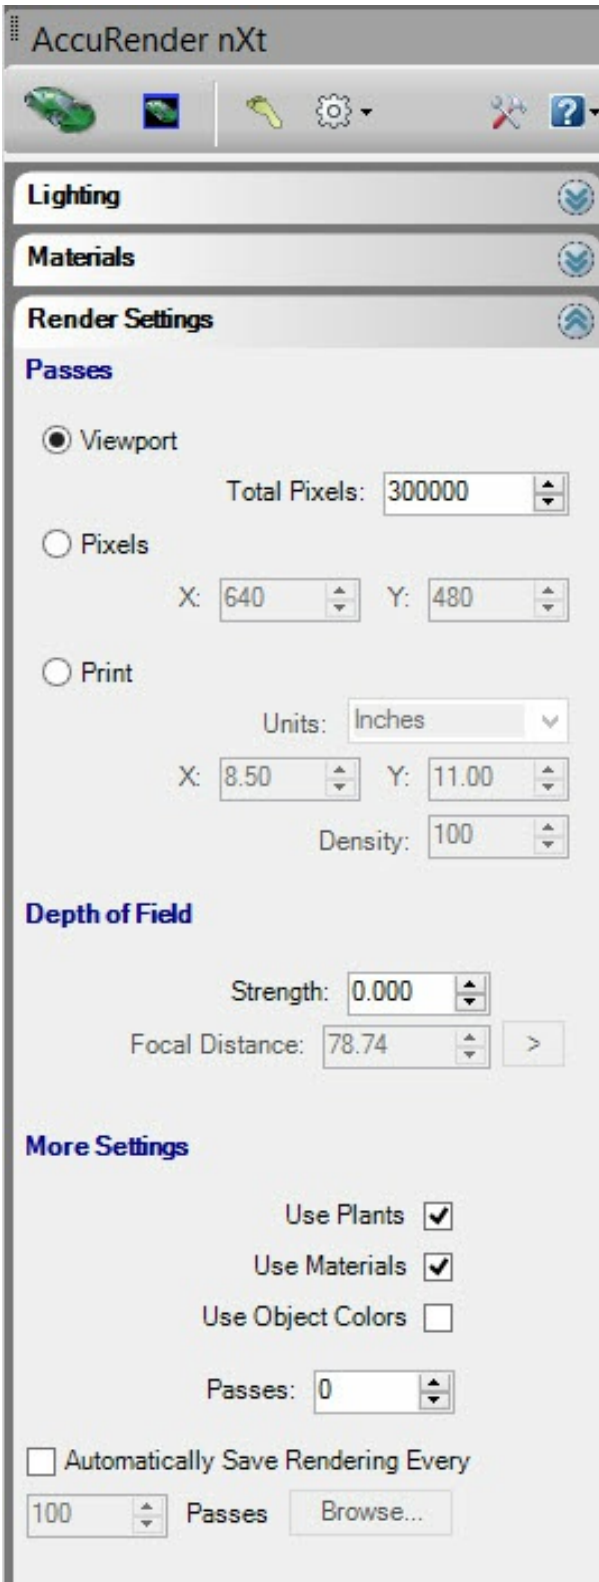 AccuRender nXt
?
Lighting
Materials
Render Settings
Passes
Viewport
Total Pixels: 300000
Pixels
X: 640 Y: 480
Print
Units: Inches
X: 8.50 Y: 11.00
Density: 100
Depth of Field
Strength: 0.000
Focal Distance: 78.74 >
More Settings
Use Plants
Use Materials
Use Object Colors
Passes: 0
Automatically Save Rendering Every
100 Passes Browse...